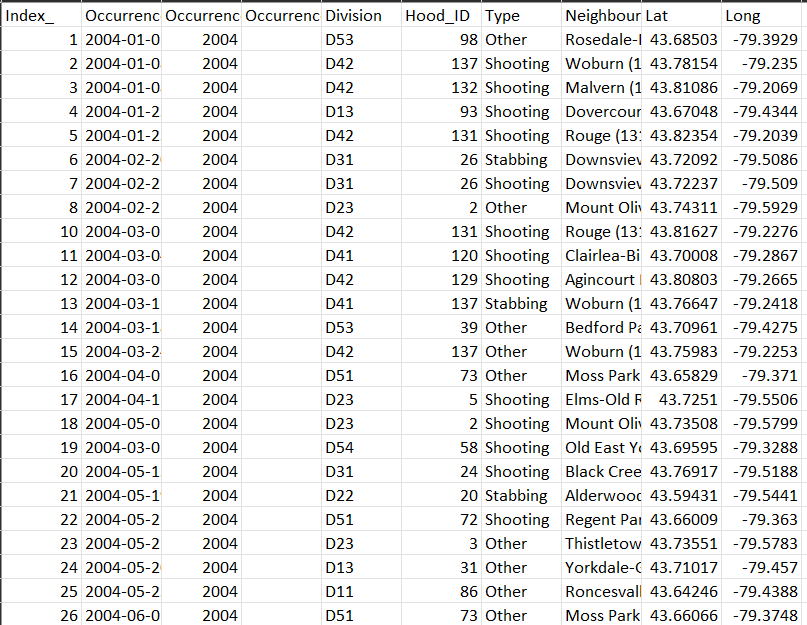 Index_ Occurrenc Occurrenc Occurrenc Division Hood_ID Type Neighbour Lat Long
1 2004-01-0 2004 D53 98 Other Rosedale- 43.68503 -79.3929
2 2004-01-0 2004 D42 137 Shooting Woburn (1 43.78154 -79.235
3 2004-01-0 2004 D42 132 Shooting Malvern (1 43.81086 -79.2069
4 2004-01-2 2004 D13 93 Shooting Dovercour 43.67048 -79.4344
5 2004-01-2 2004 D42 131 Shooting Rouge (131 43.82354 -79.2039
6 2004-02-2 2004 D31 26 Stabbing Downsview 43.72092 -79.5086
7 2004-02-2 2004 D31 26 Shooting Downsview 43.72237 -79.509
8 2004-02-2 2004 D23 2 Other Mount Oliv 43.74311 -79.5929
10 2004-03-0 2004 D42 131 Shooting Rouge (131 43.81627 -79.2276
11 2004-03-0 2004 D41 120 Shooting Clairlea-Bi 43.70008 -79.2867
12 2004-03-0 2004 D42 129 Shooting Agincourt 43.80803 -79.2665
13 2004-03-1 2004 D41 137 Stabbing Woburn (1 43.76647 -79.2418
14 2004-03-1 2004 D53 39 Other Bedford Pa 43.70961 -79.4275
15 2004-03-2 2004 D42 137 Other Woburn (1 43.75983 -79.2253
16 2004-04-0 2004 D51 73 Other Moss Park 43.65829 -79.371
17 2004-04-1 2004 D23 5 Shooting Elms-Old R 43.7251 -79.5506
18 2004-05-0 2004 D23 2 Shooting Mount Oliv 43.73508 -79.5799
19 2004-03-0 2004 D54 58 Shooting Old East Yo 43.69595 -79.3288
20 2004-05-1 2004 D31 24 Shooting Black Cree 43.76917 -79.5188
21 2004-05-1 2004 D22 20 Stabbing Alderwood 43.59431 -79.5441
22 2004-05-2 2004 D51 72 Shooting Regent Par 43.66009 -79.363
23 2004-05-2 2004 D23 3 Other Thistletow 43.73551 -79.5783
24 2004-05-2 2004 D13 31 Other Yorkdale-G 43.71017 -79.457
25 2004-05-2 2004 D11 86 Other Roncesvall 43.64246 -79.4388
26 2004-06-0 2004 D51 73 Other Moss Park 43.66066 -79.3748